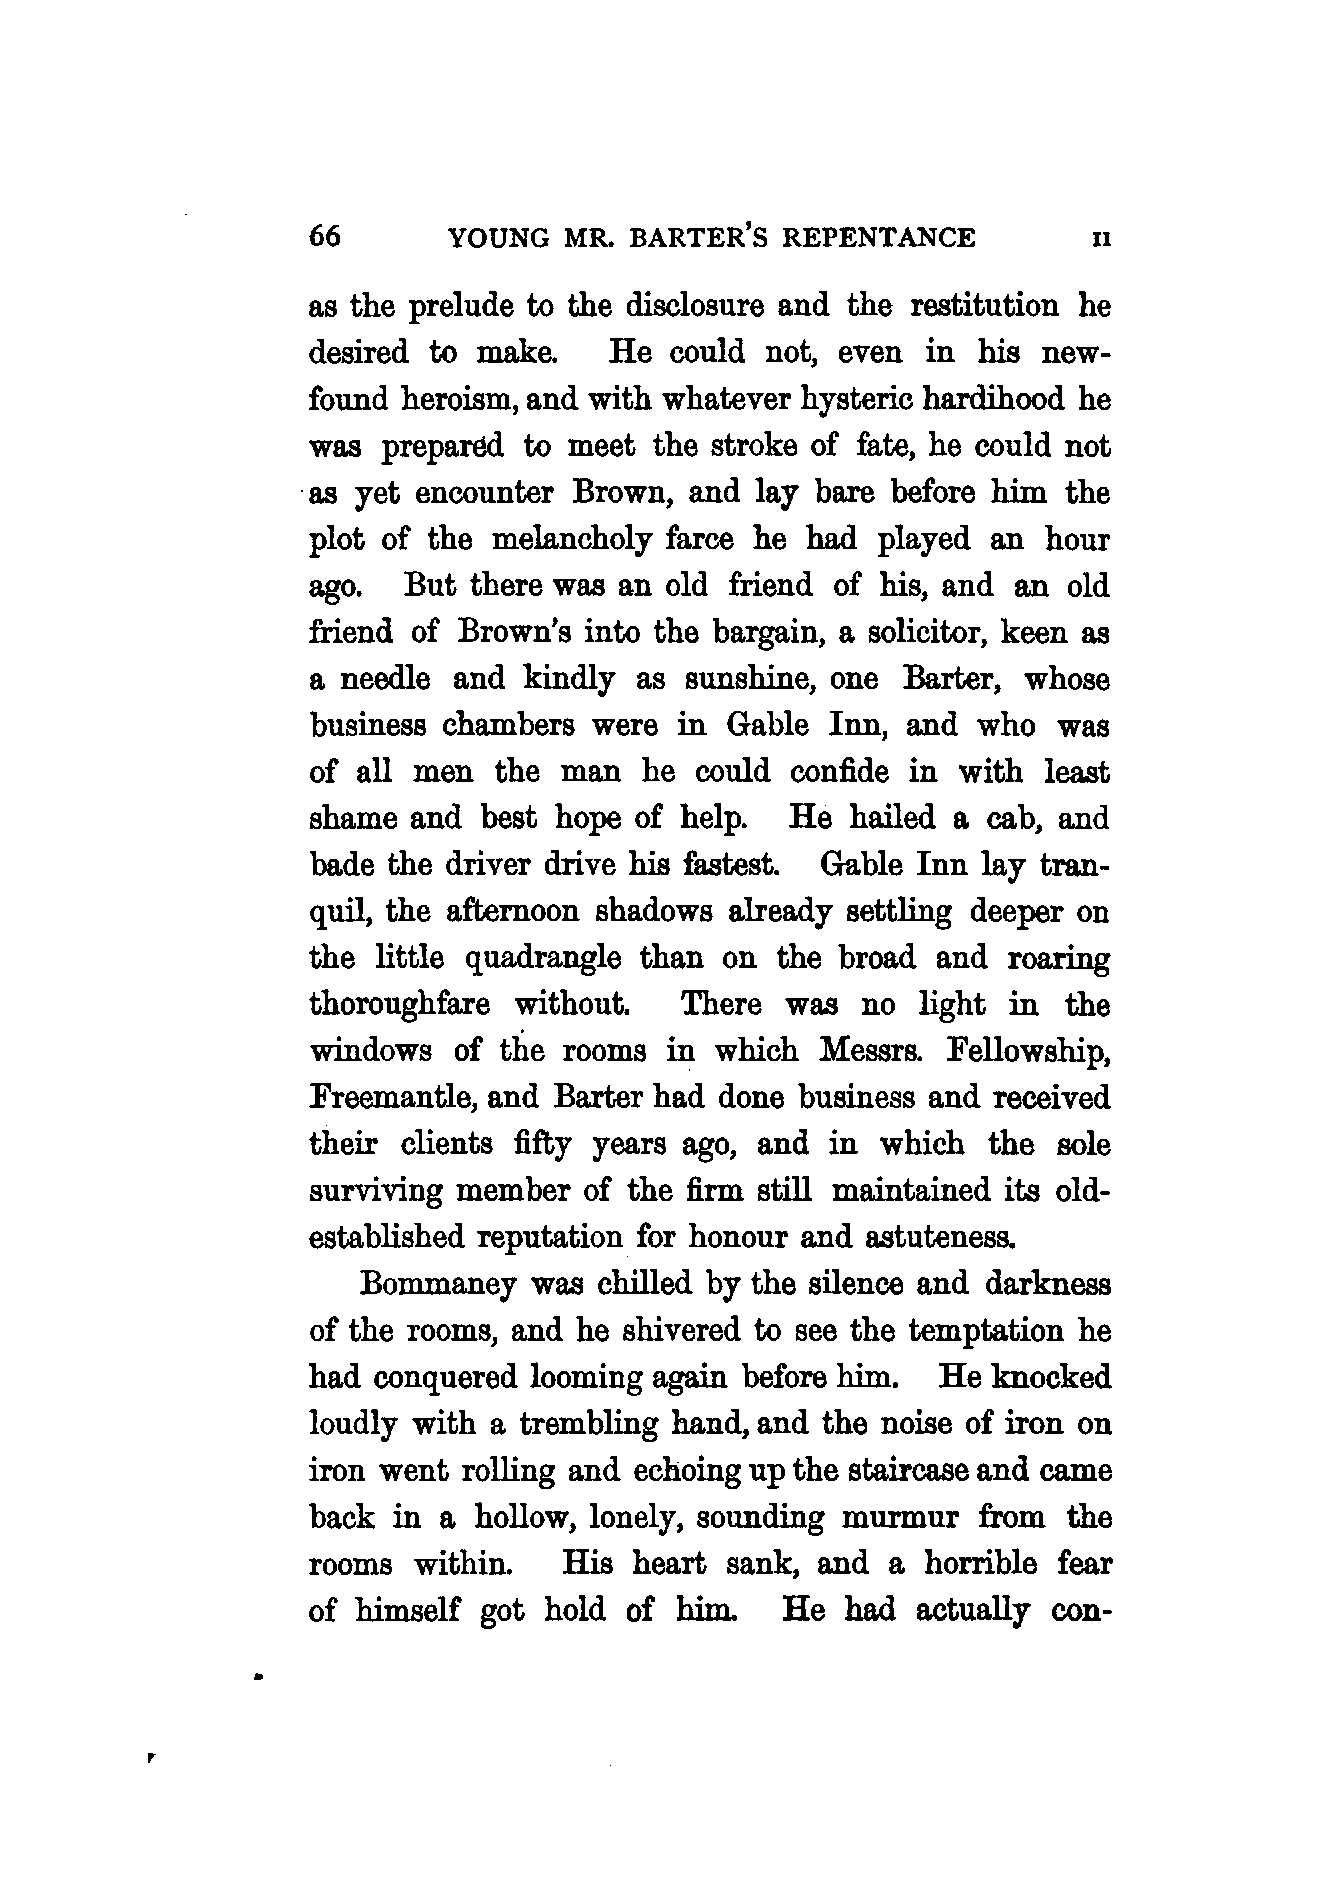 66 YOUNG MR. BARTER'S REPENTANCE II
as the prelude to the disclosure and the restitution he
desired to make. He could not, even in his new-
found heroism, and with whatever hysteric hardihood he
was prepared to meet the stroke of fate, he could not
as yet encounter Brown, and lay bare before him the
plot of the melancholy farce he had played an hour
ago. But there was an old friend of his, and an old
friend of Brown's into the bargain, a solicitor, keen as
a needle and kindly as sunshine, one Barter, whose
business chambers were in Gable Inn, and who was
of all men the man he could confide in with least
shame and best hope of help. He hailed a cab, and
bade the driver drive his fastest. Gable Inn lay tran-
quil, the afternoon shadows already settling deeper on
the little quadrangle than on the broad and roaring
thoroughfare without. There was no light in the
windows of the rooms in which Messrs. Fellowship,
Freemantle, and Barter had done business and received
their clients fifty years ago, and in which the sole
surviving member of the firm still maintained its old-
established reputation for honour and astuteness.
Bommaney was chilled by the silence and darkness
of the rooms, and he shivered to see the temptation he
had conquered looming again before him. He knocked
loudly with a trembling hand, and the noise of iron on
iron went rolling and echoing up the staircase and came
back in a hollow, lonely, sounding murmur from the
rooms within. His heart sank, and a horrible fear
of himself got hold of him. He had actually con-